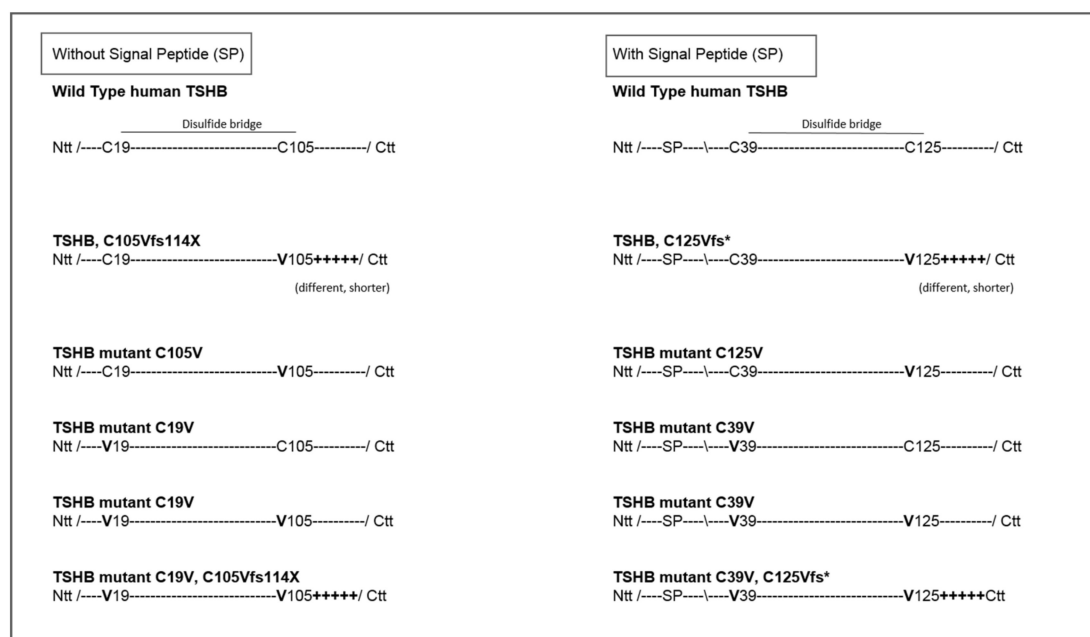 Without Signal Peptide (SP)
Wild Type human TSHB
Disulfide bridge
Ntt /----C19-----------------------------C105----------/ Ctt
TSHB, C105Vfs114X
Ntt /----C19-----------------------------V105+++++/ Ctt
(different, shorter)
TSHB mutant C105V
Ntt /----C19-----------------------------V105----------/ Ctt
TSHB mutant C19V
Ntt /----V19-----------------------------C105----------/ Ctt
TSHB mutant C19V
Ntt /----V19-----------------------------V105----------/ Ctt
TSHB mutant C19V, C105Vfs114X
Ntt /----V19-----------------------------V105+++++/ Ctt
With Signal Peptide (SP)
Wild Type human TSHB
Disulfide bridge
Ntt /----SP----\----C39-----------------------------C125----------/ Ctt
TSHB, C125Vfs*
Ntt /----SP----\----C39-----------------------------V125+++++/ Ctt
(different, shorter)
TSHB mutant C125V
Ntt /----SP----\----C39-----------------------------V125----------/ Ctt
TSHB mutant C39V
Ntt /----SP----\----V39-----------------------------C125----------/ Ctt
TSHB mutant C39V
Ntt /----SP----\----V39-----------------------------V125----------/ Ctt
TSHB mutant C39V, C125Vfs*
Ntt /----SP----\----V39-----------------------------V125+++++Ctt